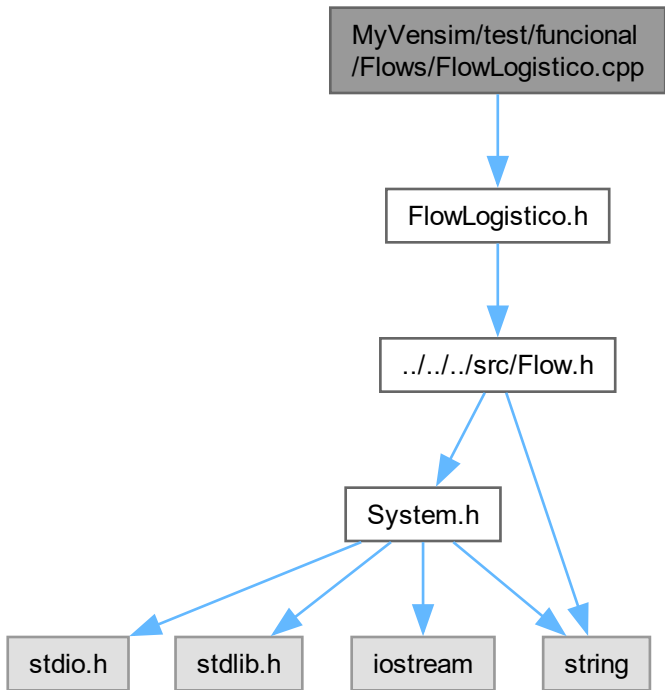 MyVensim/test/funcional
/Flows/FlowLogistico.cpp
FlowLogistico.h
../../../src/Flow.h
System.h
stdio.h
stdlib.h
iostream
string